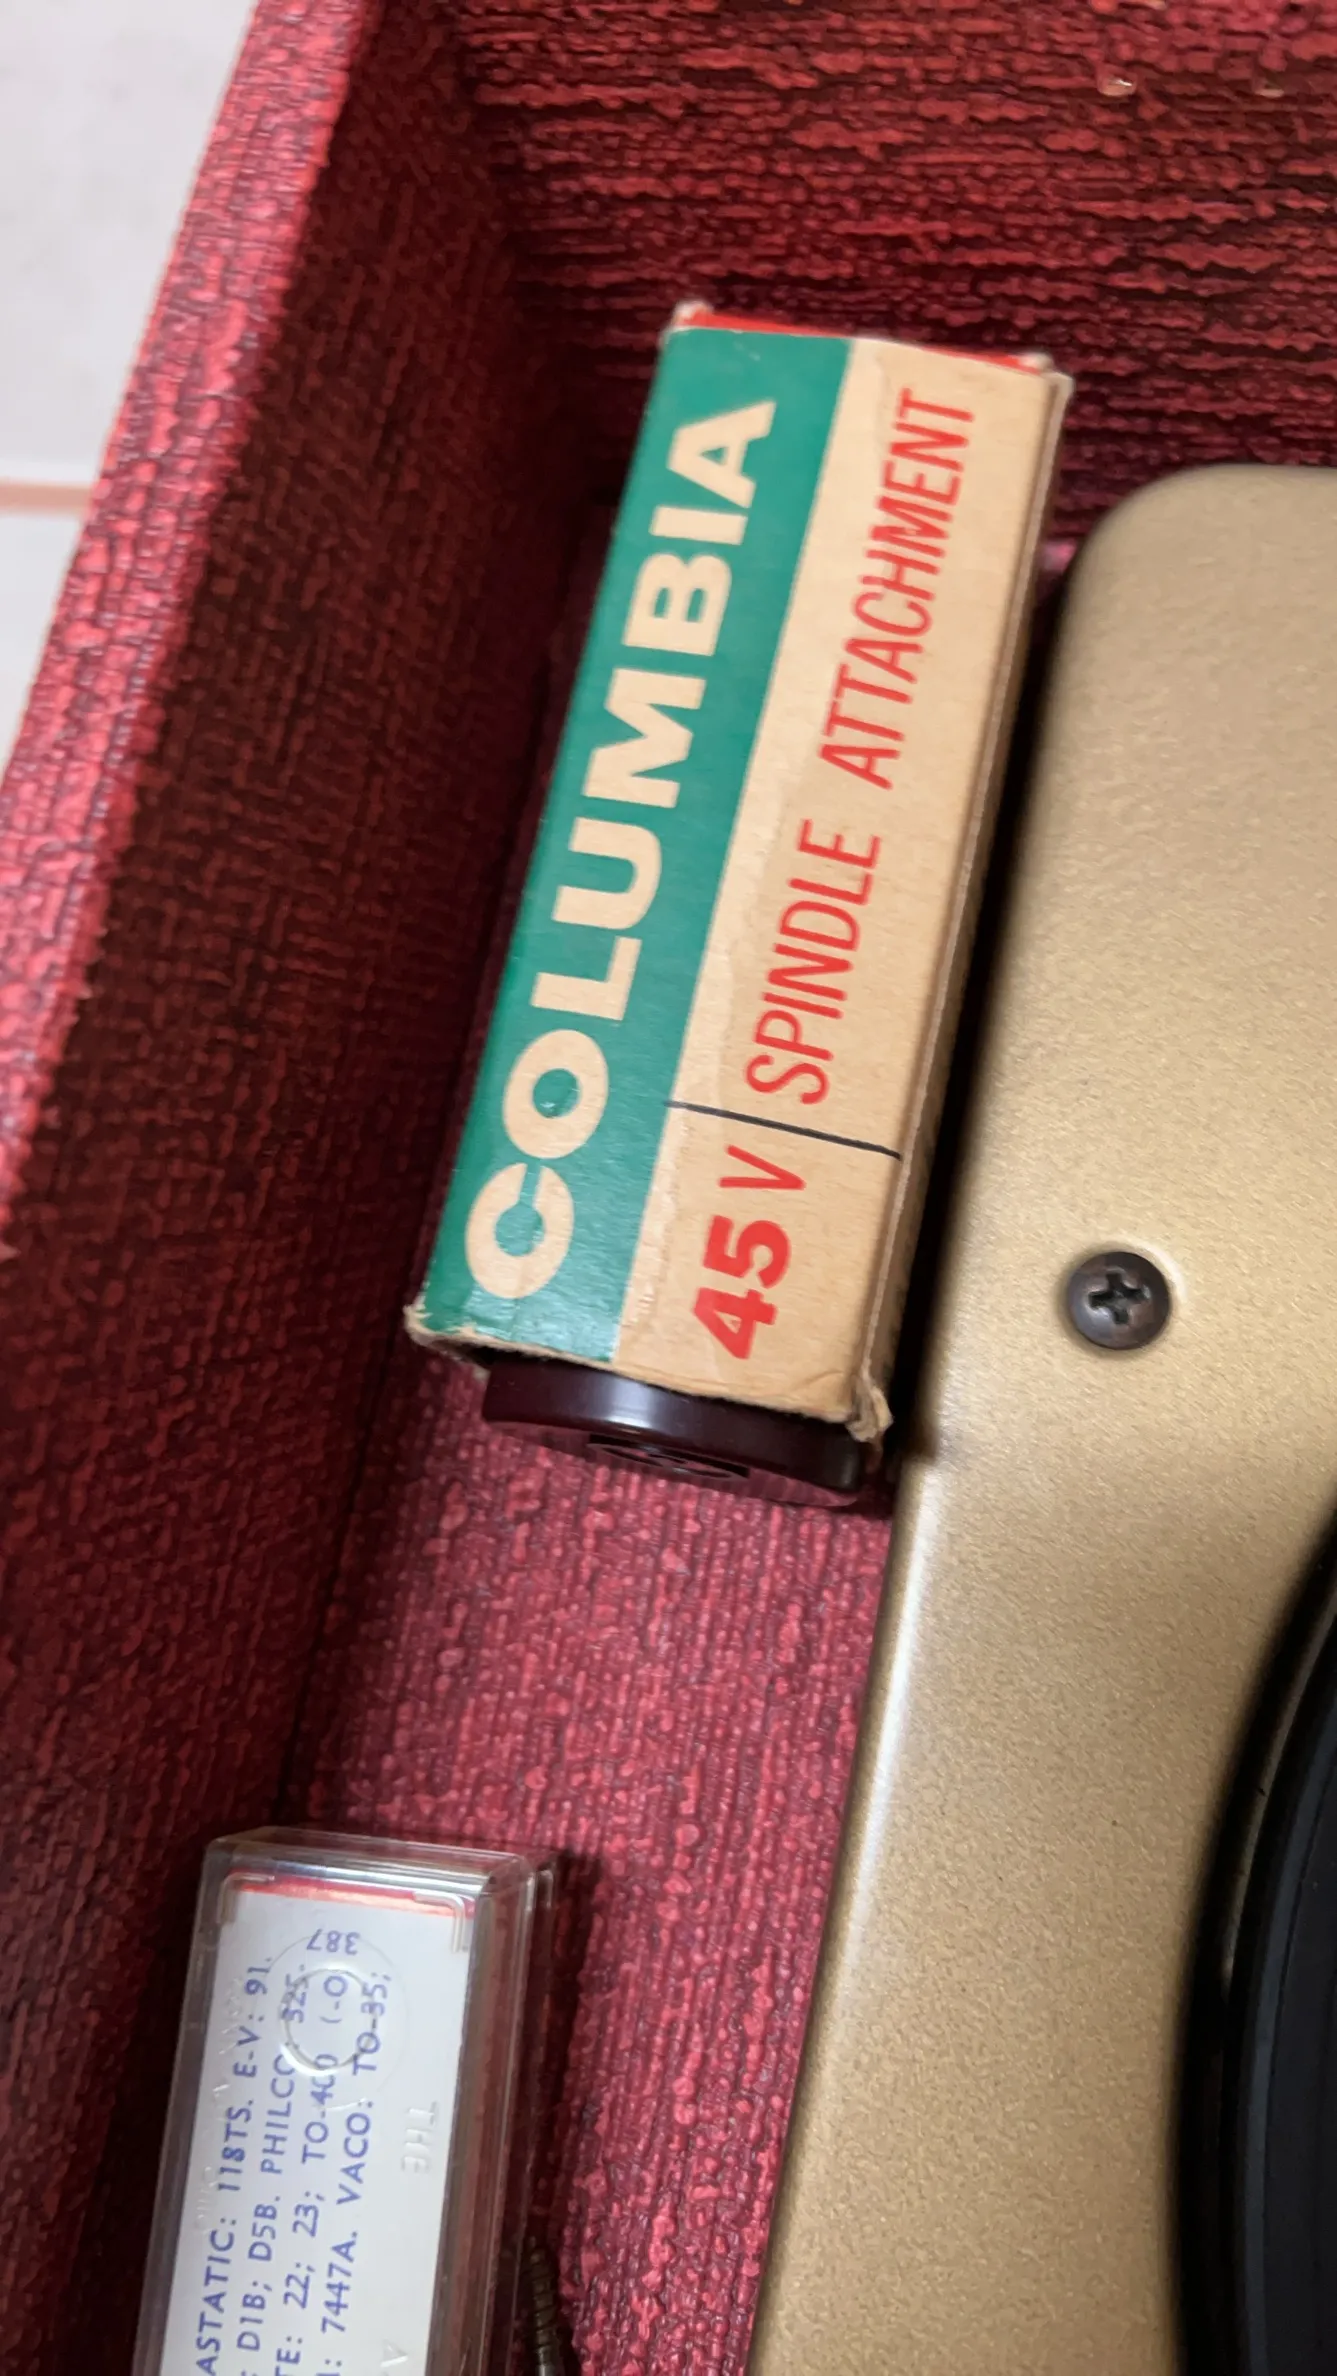 COLUMBIA
45 V SPINDLE ATTACHMENT
ASTATIC: 118TS. E-V: 91.
: D1B; D5B. PHILCO 325-
TE: 22; 23; TO-400 (-O)
: 7447A. VACO: TO-35;
387
THE